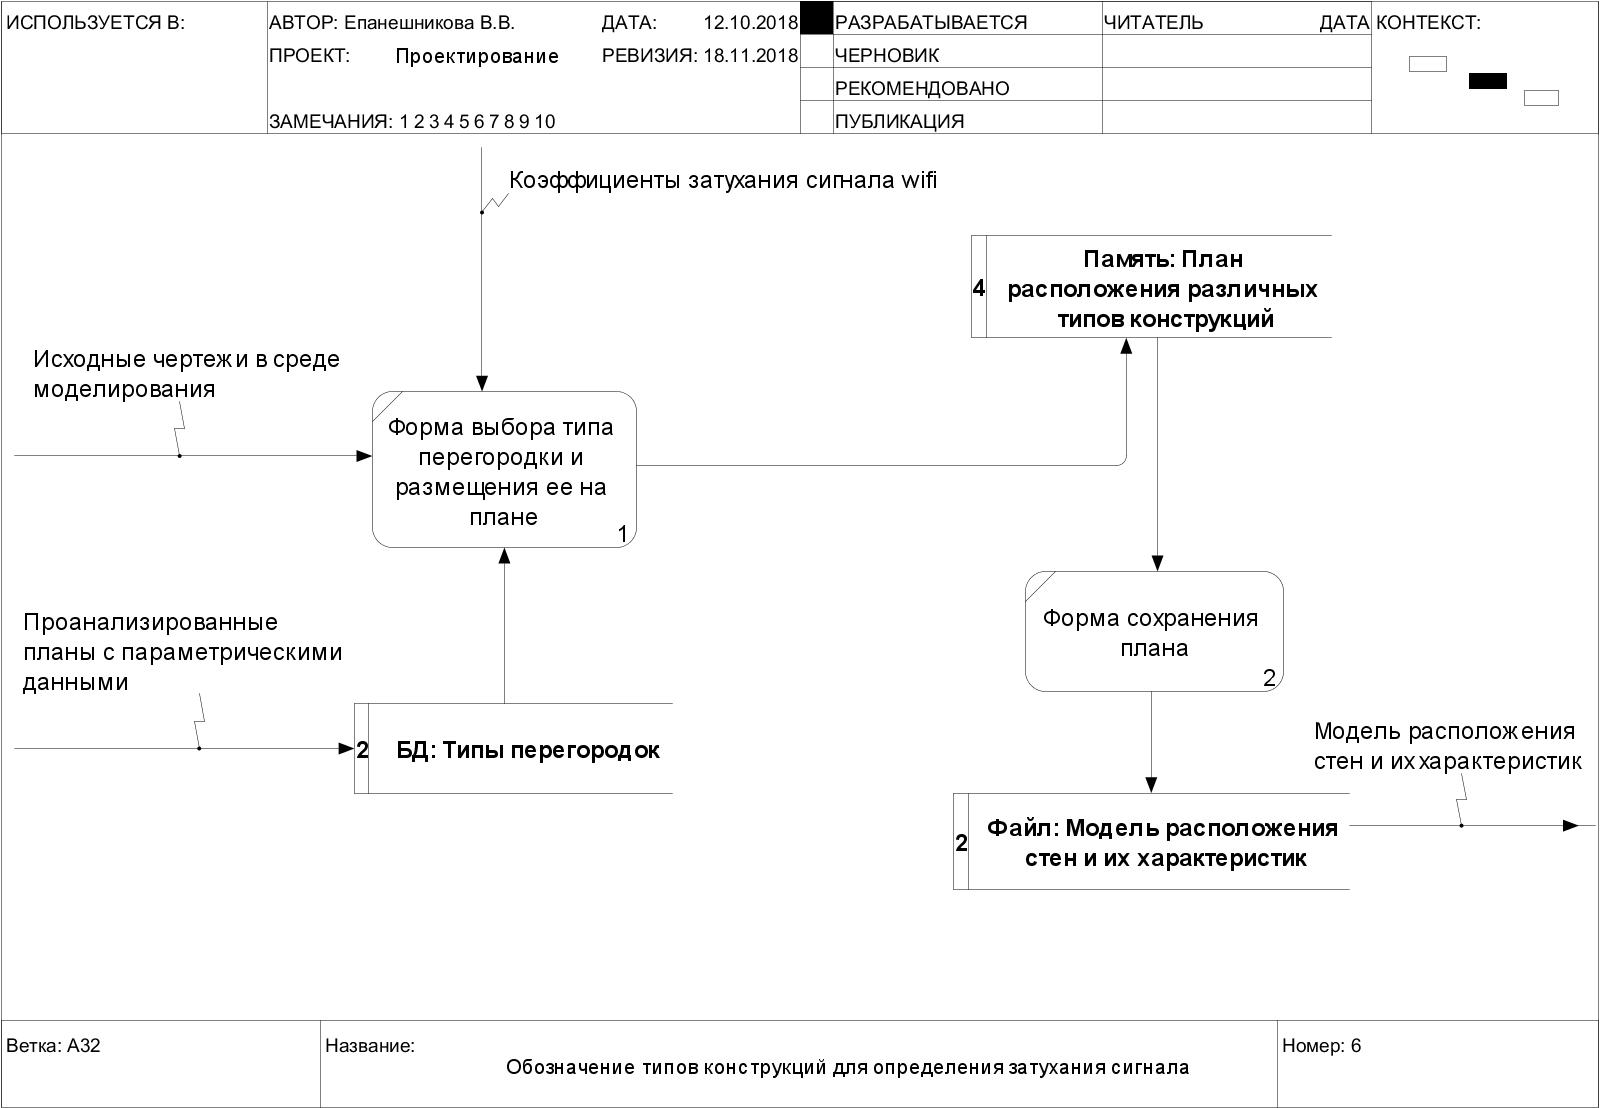 ИСПОЛЬЗУЕТСЯ В:
АВТОР: Епанешникова В.В.
ДАТА: 12.10.2018
РАЗРАБАТЫВАЕТСЯ
ЧИТАТЕЛЬ
ДАТА
КОНТЕКСТ:
ПРОЕКТ: Проектирование
РЕВИЗИЯ: 18.11.2018
ЧЕРНОВИК
РЕКОМЕНДОВАНО
ЗАМЕЧАНИЯ: 1 2 3 4 5 6 7 8 9 10
ПУБЛИКАЦИЯ
Коэффициенты затухания сигнала wifi
4
Память: План
расположения различных
типов конструкций
Исходные чертежи в среде
моделирования
Форма выбора типа
перегородки и
размещения ее на
плане
1
Форма сохранения
плана
2
Проанализированные
планы с параметрическими
данными
2
БД: Типы перегородок
Модель расположения
стен и их характеристик
2
Файл: Модель расположения
стен и их характеристик
Ветка: A32
Название:
Обозначение типов конструкций для определения затухания сигнала
Номер: 6